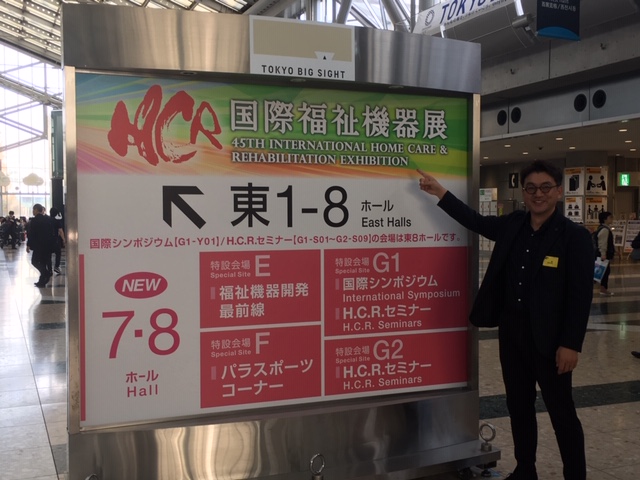 TOKYO
TOKYO BIG SIGHT
HCR 国際福祉機器展
45TH INTERNATIONAL HOME CARE &
REHABILITATION EXHIBITION
東1-8 ホール
East Halls
国際シンポジウム【G1-Y01】/H.C.R.セミナー【G1-S01~G2-S09】の会場は東8ホールです。
NEW
7・8
ホール
Hall
特設会場 E
Special Site
福祉機器開発
最前線
特設会場 F
Special Site
パラスポーツ
コーナー
特設会場 G1
Special Site
国際シンポジウム
International Symposium
H.C.R.セミナー
H.C.R. Seminars
特設会場 G2
Special Site
H.C.R.セミナー
H.C.R. Seminars